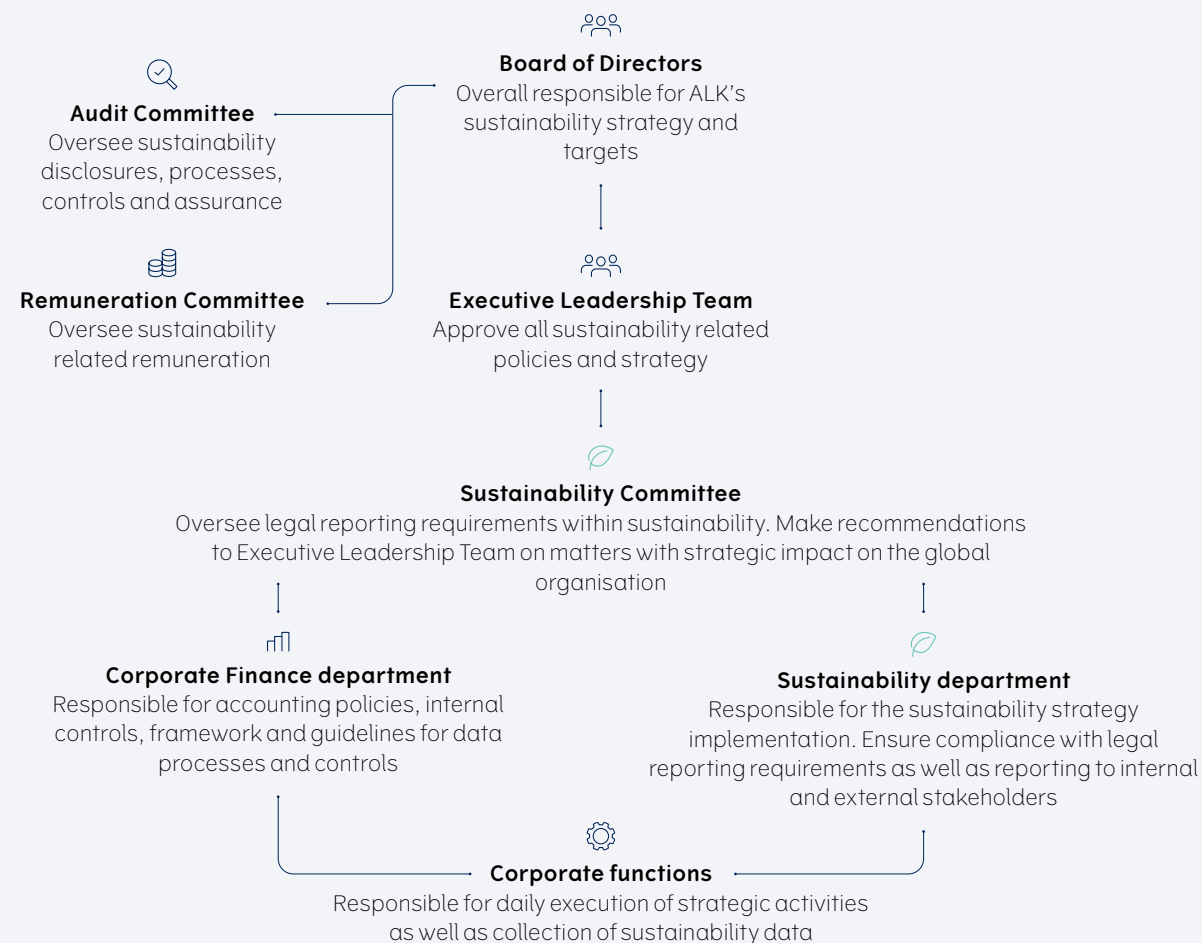 Board of Directors
Overall responsible for ALK’s
sustainability strategy and
targets
Audit Committee
Oversee sustainability
disclosures, processes,
controls and assurance
Remuneration Committee
Oversee sustainability
related remuneration
Executive Leadership Team
Approve all sustainability related
policies and strategy
Sustainability Committee
Oversee legal reporting requirements within sustainability. Make recommendations
to Executive Leadership Team on matters with strategic impact on the global
organisation
Corporate Finance department
Responsible for accounting policies, internal
controls, framework and guidelines for data
processes and controls
Sustainability department
Responsible for the sustainability strategy
implementation. Ensure compliance with legal
reporting requirements as well as reporting to internal
and external stakeholders
Corporate functions
Responsible for daily execution of strategic activities
as well as collection of sustainability data